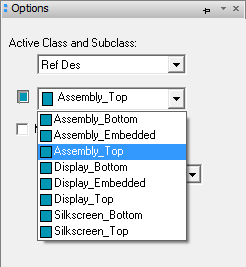 Options
Active Class and Subclass:
Ref Des
Assembly_Top
Assembly_Bottom
Assembly_Embedded
Assembly_Top
Display_Bottom
Display_Embedded
Display_Top
Silkscreen_Bottom
Silkscreen_Top